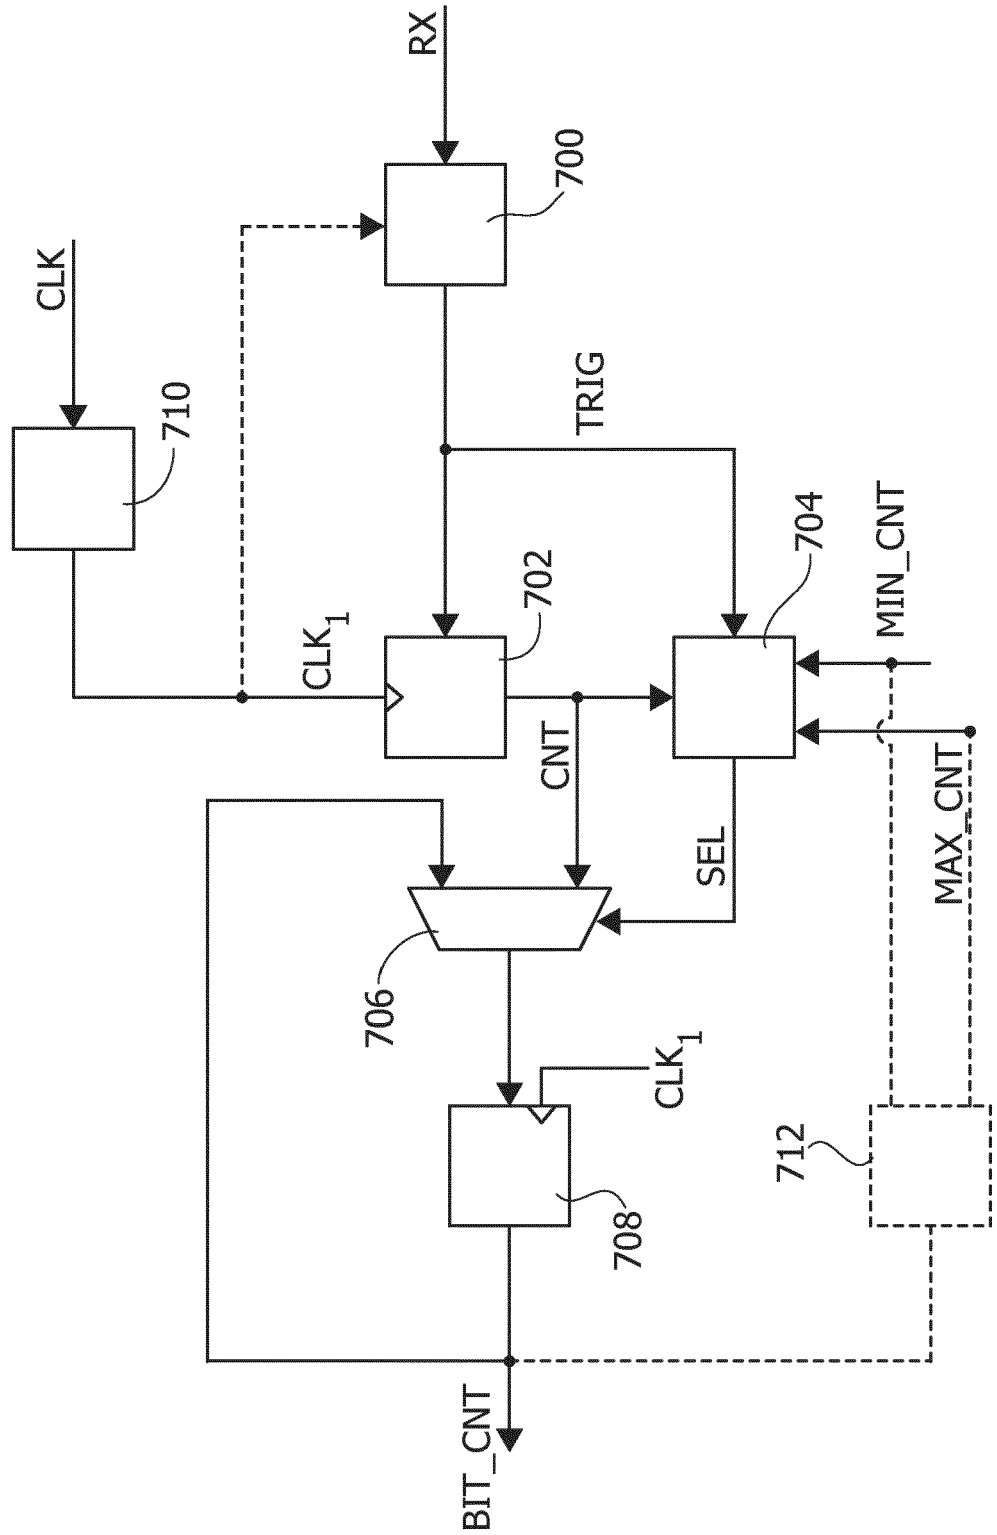 RX
700
CLK
710
TRIG
CLK1
702
704
MIN_CNT
CNT
MAX_CNT
SEL
706
CLK1
708
712
BIT_CNT